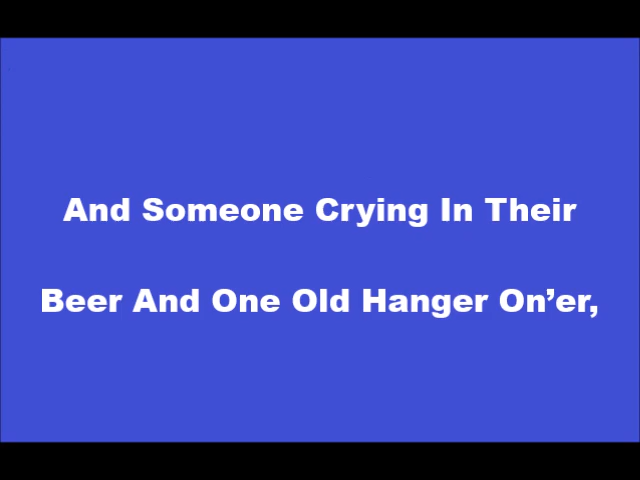 And Someone Crying In Their
Beer And One Old Hanger On’er,